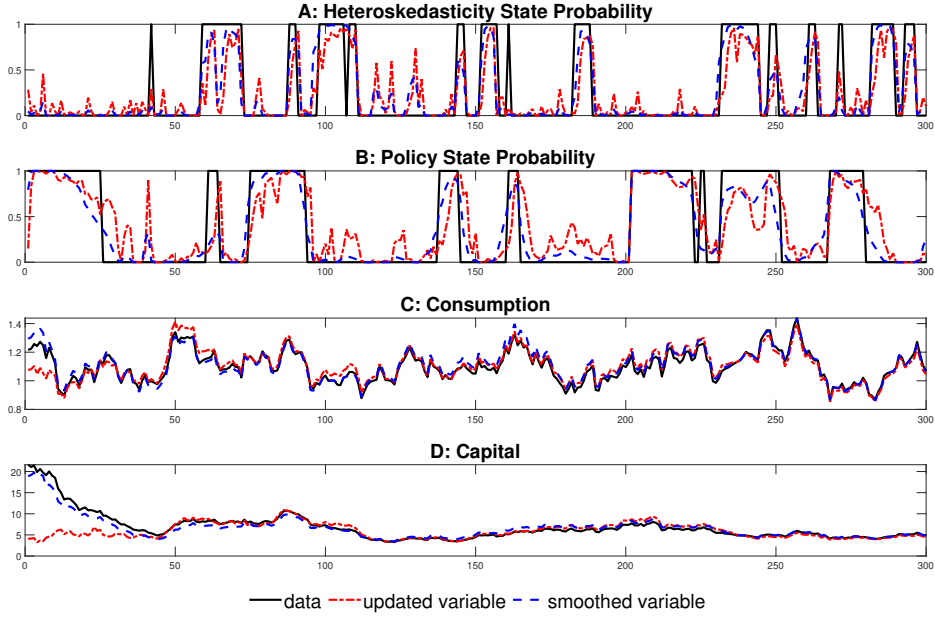 A: Heteroskedasticity State Probability
1
0.5
0
0 50 100 150 200 250 300
B: Policy State Probability
1
0.5
0
0 50 100 150 200 250 300
C: Consumption
1.4
1.2
1
0.8
0 50 100 150 200 250 300
D: Capital
20
15
10
5
0
0 50 100 150 200 250 300
data updated variable smoothed variable